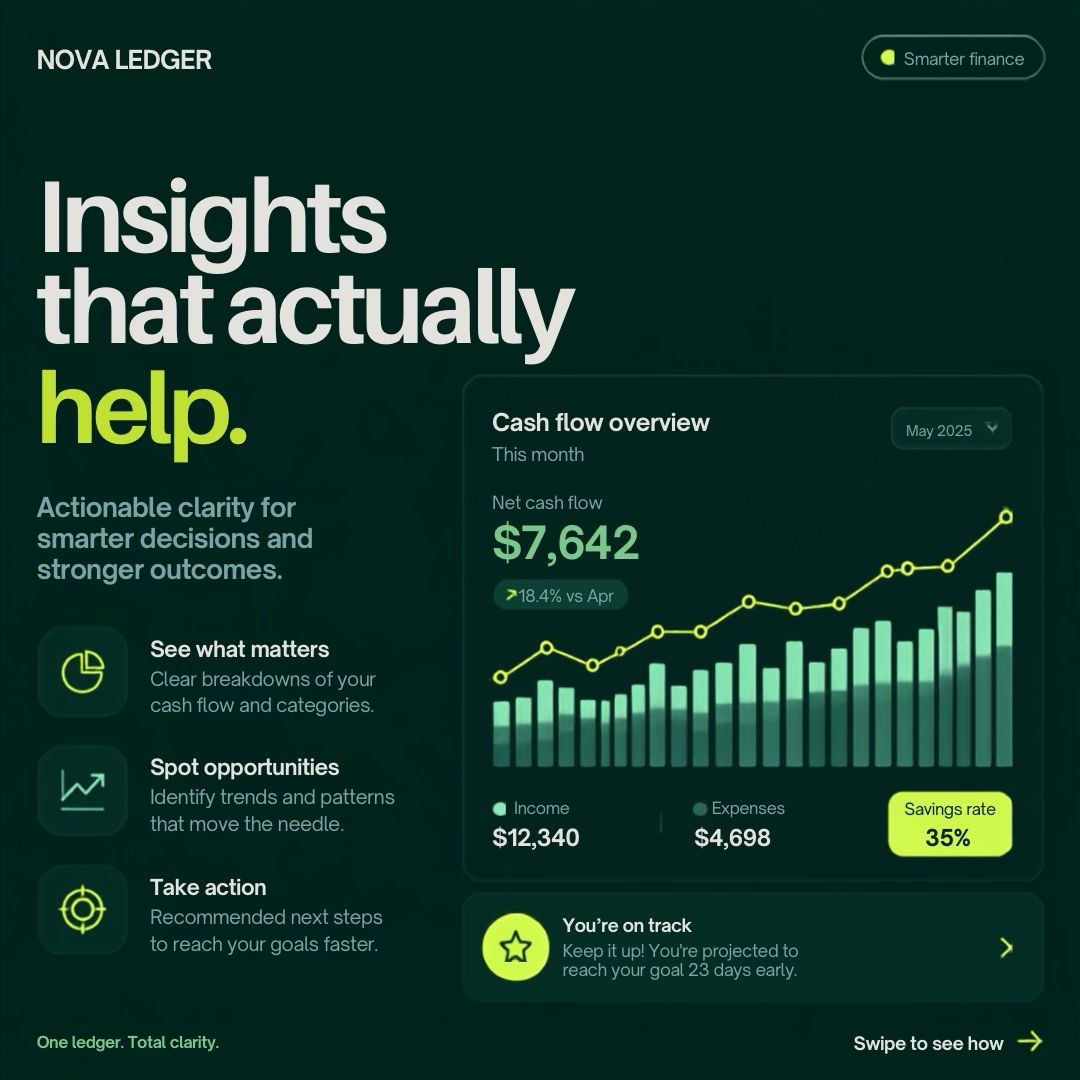 NOVA LEDGER
Smarter finance
Insights
that actually
help.
Actionable clarity for
smarter decisions and
stronger outcomes.
See what matters
Clear breakdowns of your
cash flow and categories.
Spot opportunities
Identify trends and patterns
that move the needle.
Take action
Recommended next steps
to reach your goals faster.
Cash flow overview
This month
May 2025
Net cash flow
$7,642
18.4% vs Apr
Income
$12,340
Expenses
$4,698
Savings rate
35%
You’re on track
Keep it up! You're projected to
reach your goal 23 days early.
One ledger. Total clarity.
Swipe to see how